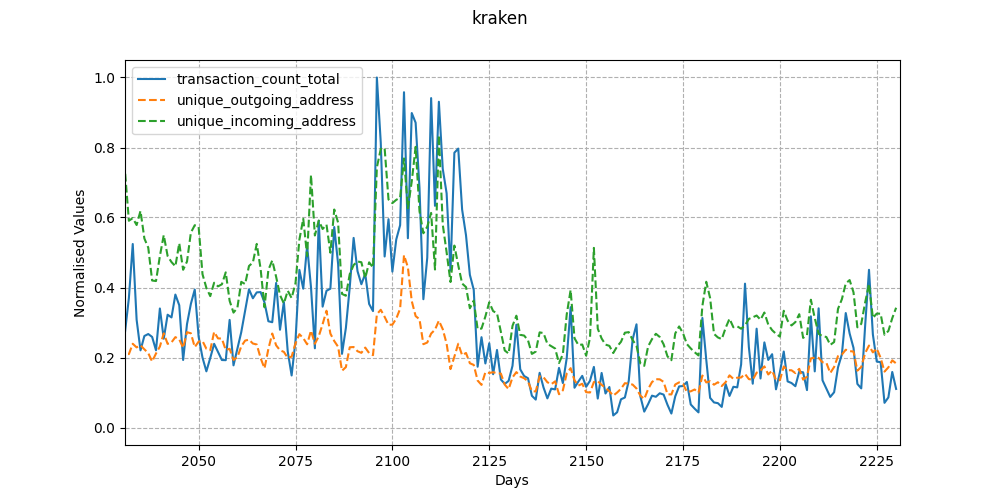 kraken
transaction_count_total
unique_outgoing_address
unique_incoming_address
Normalised Values
1.0
0.8
0.6
0.4
0.2
0.0
2050 2075 2100 2125 2150 2175 2200 2225
Days